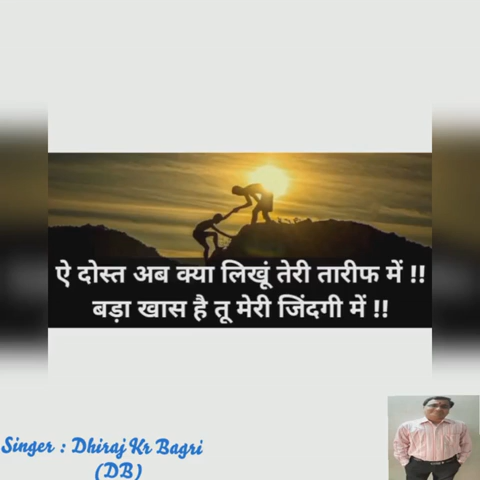 ऐ दोस्त अब क्या लिखूं तेरी तारीफ में !!
बड़ा खास है तू मेरी जिंदगी में !!
Singer : Dhiraj Kr Bagri
(DB)